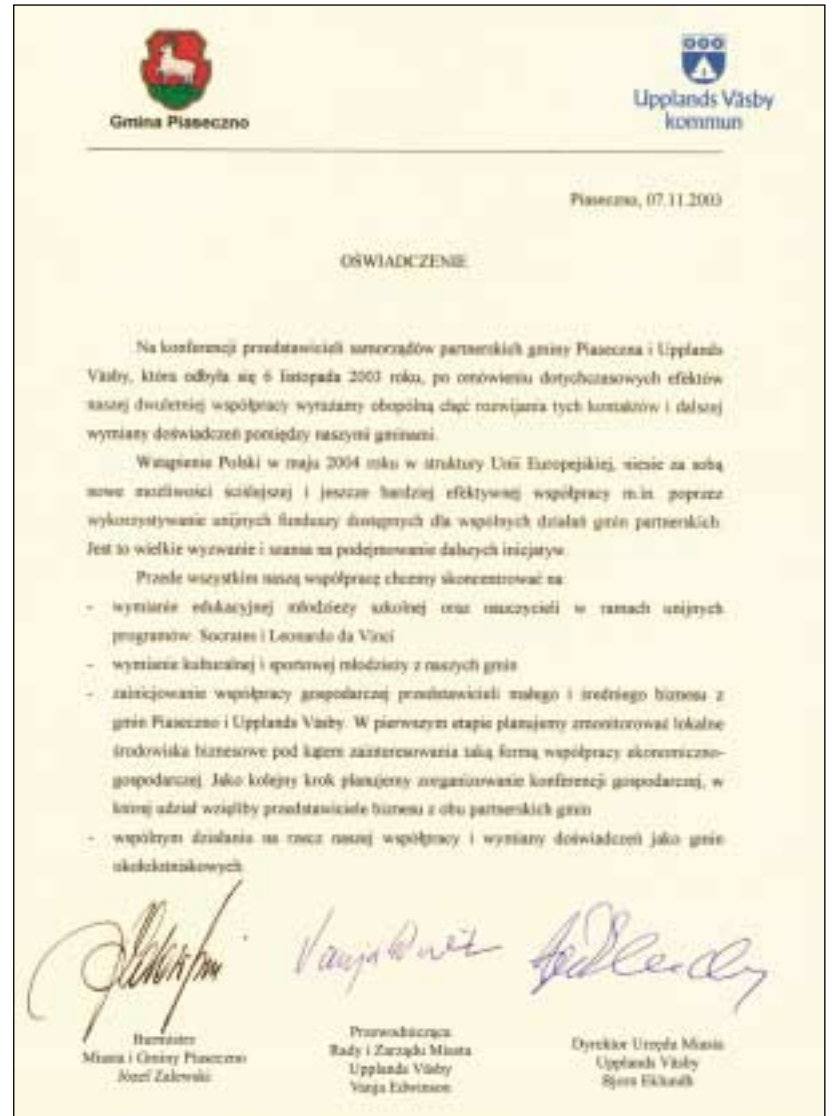 Gmina Piaseczno
Upplands Väsby
kommun
Piaseczno, 07.11.2003
OŚWIADCZENIE
Na konferencji przedstawicieli samorządów partnerskich gminy Piaseczna i Upplands
Väsby, która odbyła się 6 listopada 2003 roku, po omówieniu dotychczasowych efektów
naszej dwuletniej współpracy wyrażamy obopólną chęć rozwijania tych kontaktów i dalszej
wymiany doświadczeń pomiędzy naszymi gminami.
Wstąpienie Polski w maju 2004 roku w struktury Unii Europejskiej, niesie za sobą
nowe możliwości ściślejszej i jeszcze bardziej efektywnej współpracy m.in. poprzez
wykorzystywanie unijnych funduszy dostępnych dla wspólnych działań gmin partnerskich.
Jest to wielkie wyzwanie i szansa na podejmowanie dalszych inicjatyw.
Przede wszystkim naszą współpracę chcemy skoncentrować na:
- wymianie edukacyjnej młodzieży szkolnej oraz nauczycieli w ramach unijnych
programów: Socrates i Leonardo da Vinci
- wymianie kulturalnej i sportowej młodzieży z naszych gmin
- zainicjowanie współpracy gospodarczej przedstawicieli małego i średniego biznesu z
gmin Piaseczno i Upplands Väsby. W pierwszym etapie planujemy zmonitorować lokalne
środowiska biznesowe pod kątem zainteresowania taką formą współpracy ekonomiczno-
gospodarczej. Jako kolejny krok planujemy zorganizowanie konferencji gospodarczej, w
której udział wzięliby przedstawiciele biznesu z obu partnerskich gmin
- wspólnym działania na rzecz naszej współpracy i wymiany doświadczeń jako gmin
okołolotniskowych
Burmistrz
Miasta i Gminy Piaseczno
Józef Zalewski
Przewodnicząca
Rady i Zarządu Miasta
Upplands Väsby
Vanja Edwinson
Dyrektor Urzędu Miasta
Upplands Väsby
Bjorn Eklundh